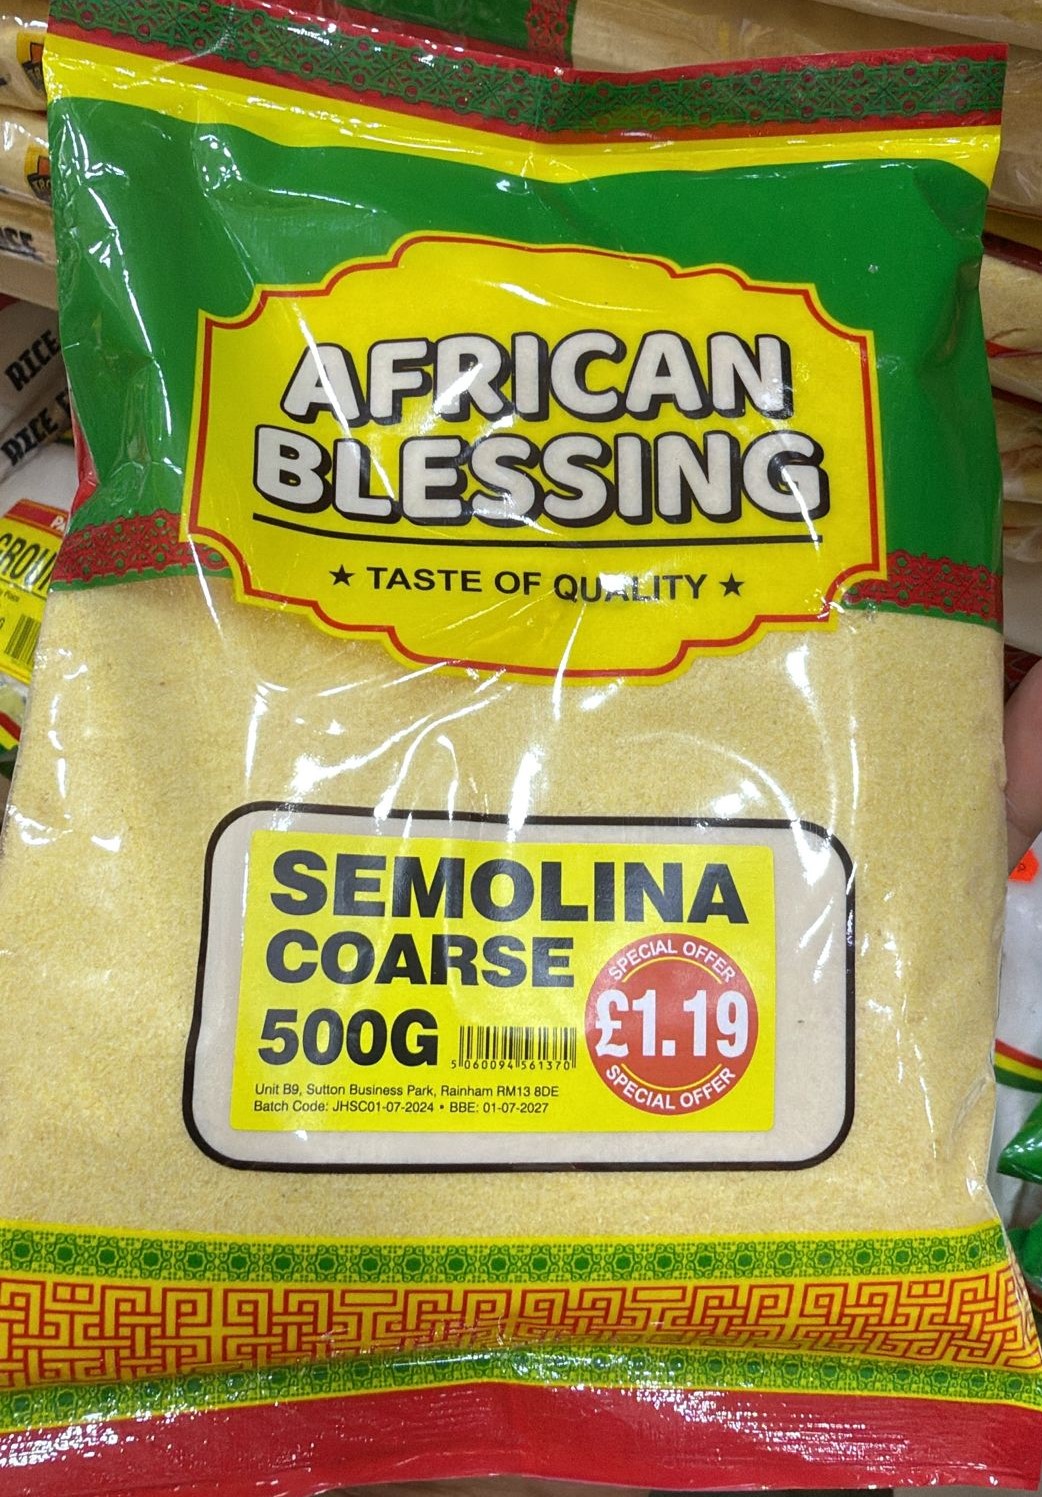 AFRICAN
BLESSING
★ TASTE OF QUALITY ★
SEMOLINA
COARSE
500G
5 060094 561370
SPECIAL OFFER
£1.19
SPECIAL OFFER
Unit B9, Sutton Business Park, Rainham RM13 8DE
Batch Code: JHSC01-07-2024 • BBE: 01-07-2027
RICE
RICE